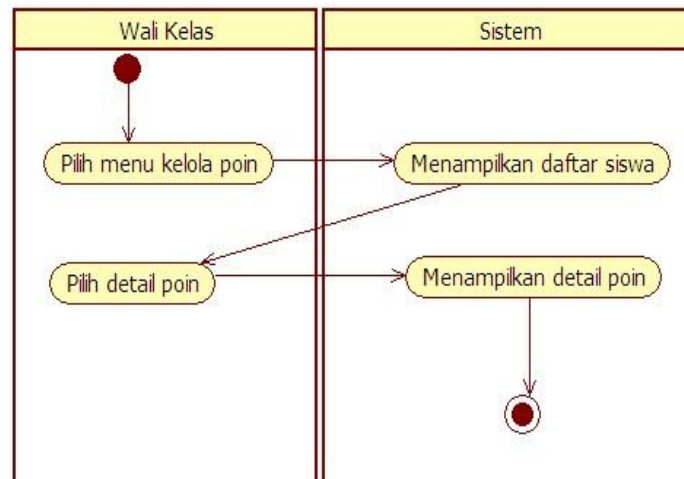 Wali Kelas
Sistem
Pilih menu kelola poin
Menampilkan daftar siswa
Pilih detail poin
Menampilkan detail poin